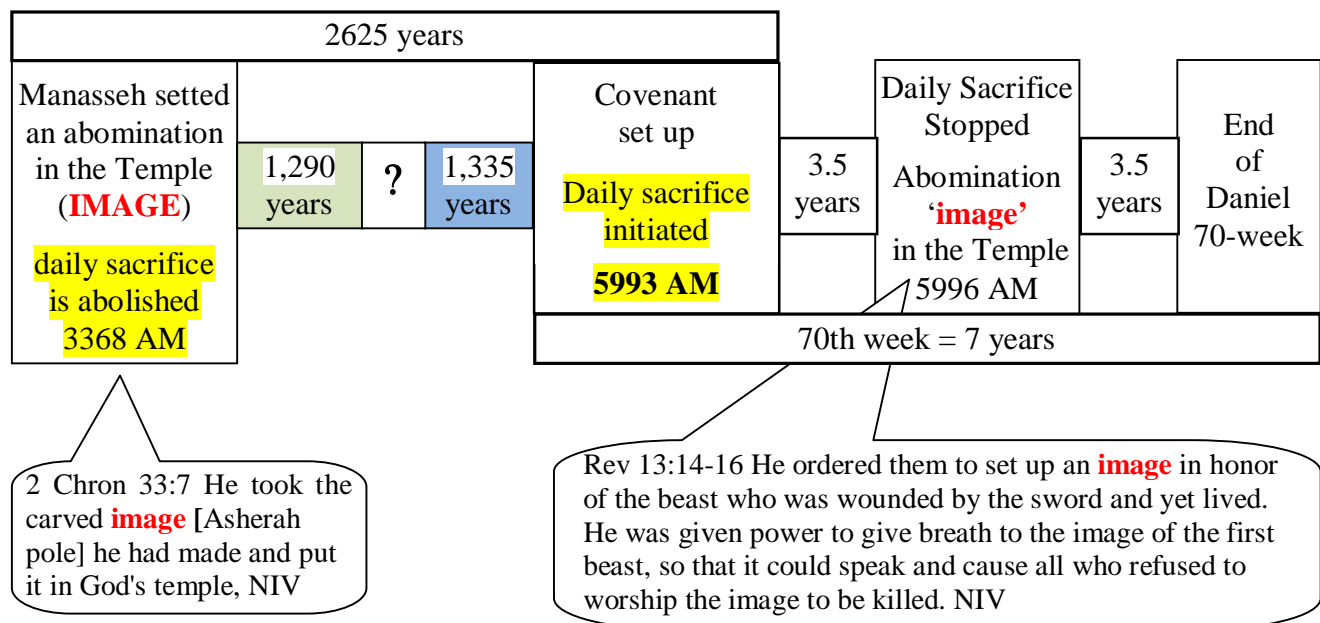 2625 years
Manasseh setted
an abomination
in the Temple
(IMAGE)
daily sacrifice
is abolished
3368 AM
1,290
years
?
1,335
years
Covenant
set up
Daily sacrifice
initiated
5993 AM
3.5
years
Daily Sacrifice
Stopped
Abomination
‘image’
in the Temple
5996 AM
3.5
years
End
of
Daniel
70-week
70th week = 7 years
2 Chron 33:7 He took the
carved image [Asherah
pole] he had made and put
it in God's temple, NIV
Rev 13:14-16 He ordered them to set up an image in honor
of the beast who was wounded by the sword and yet lived.
He was given power to give breath to the image of the first
beast, so that it could speak and cause all who refused to
worship the image to be killed. NIV